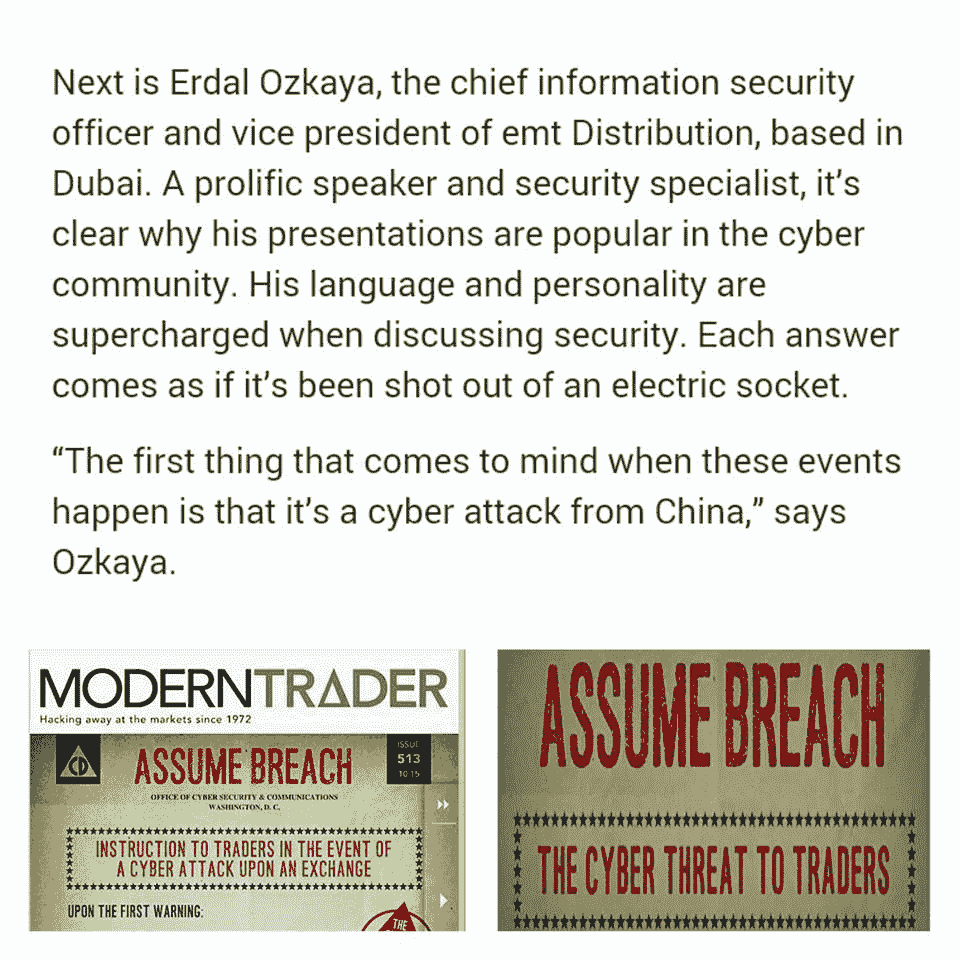 Next is Erdal Ozkaya, the chief information security
officer and vice president of emt Distribution, based in
Dubai. A prolific speaker and security specialist, it’s
clear why his presentations are popular in the cyber
community. His language and personality are
supercharged when discussing security. Each answer
comes as if it’s been shot out of an electric socket.
“The first thing that comes to mind when these events
happen is that it’s a cyber attack from China,” says
Ozkaya.
MODERNTRADER
Hacking away at the markets since 1972
CD
ASSUME BREACH
ISSUE
513
10.15
OFFICE OF CYBER SECURITY & COMMUNICATIONS
WASHINGTON, D. C.
INSTRUCTION TO TRADERS IN THE EVENT OF
A CYBER ATTACK UPON AN EXCHANGE
UPON THE FIRST WARNING:
THE
ASSUME BREACH
THE CYBER THREAT TO TRADERS